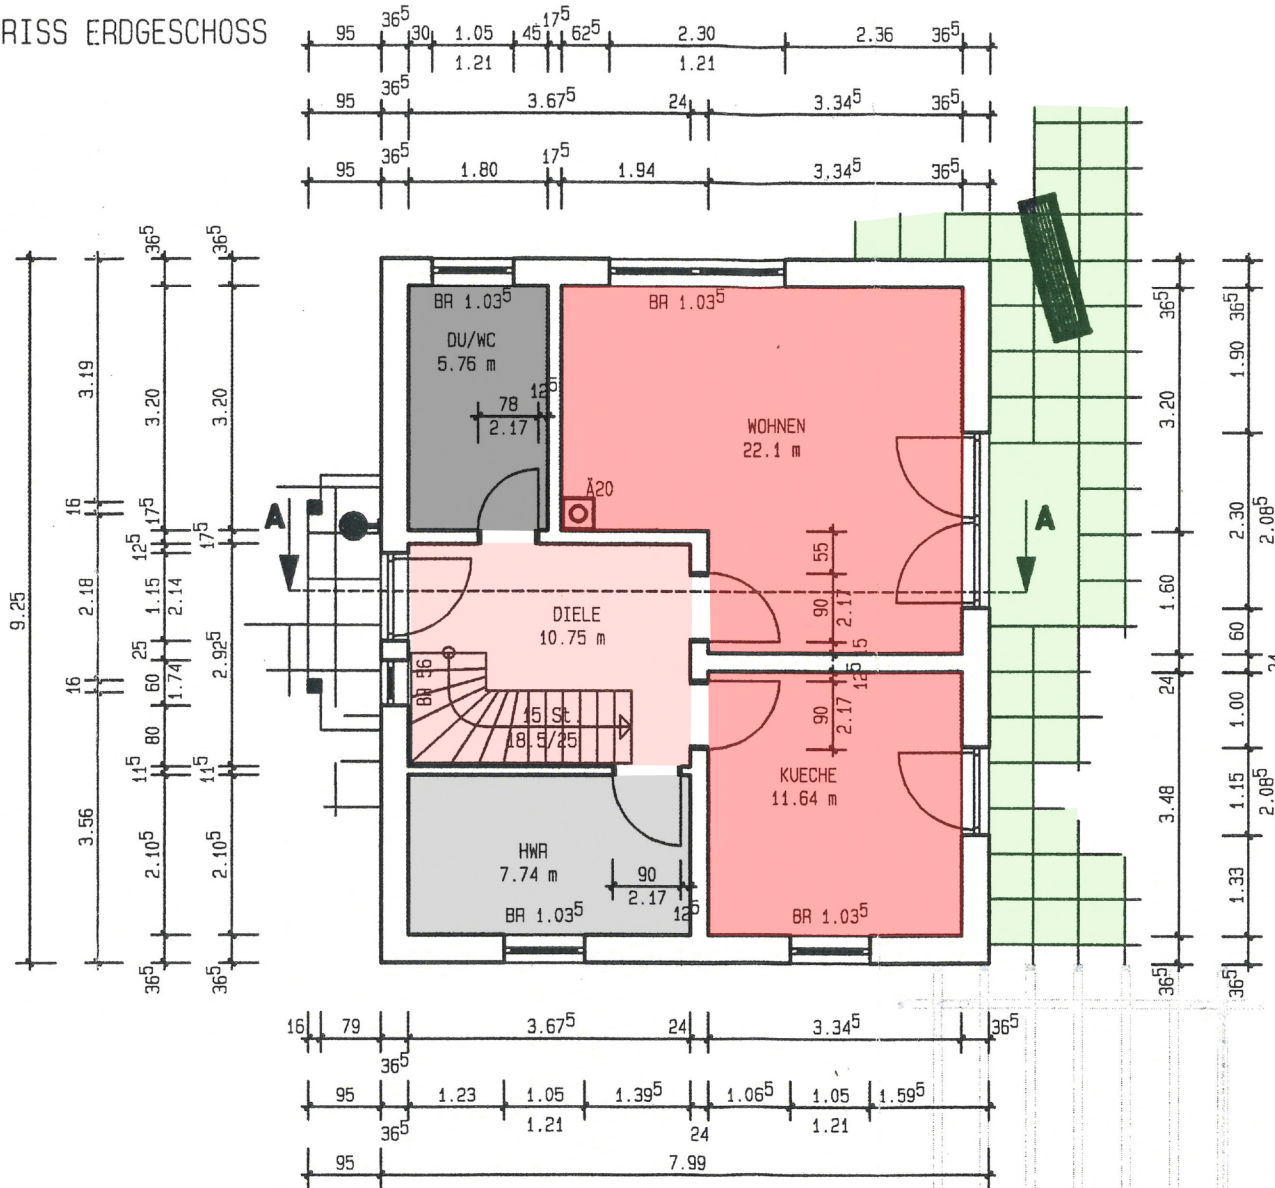 RISS ERDGESCHOSS
95 36⁵ 30 1.05 45 17⁵ 62⁵ 2.30 2.36 36⁵
1.21 1.21
95 36⁵ 3.67⁵ 24 3.34⁵ 36⁵
95 36⁵ 1.80 17⁵ 1.94 3.34⁵ 36⁵
9.25
3.19 16 2.18 16 3.56
36⁵ 3.20 17⁵ 12⁵ 1.15 2.14 25 60 1.74 80 11⁵ 2.10⁵ 36⁵
36⁵ 3.20 17⁵ 2.92⁵ 11⁵ 2.10⁵ 36⁵
BR 1.03⁵
DU/WC
5.76 m
12⁵
78
2.17
BR 1.03⁵
WOHNEN
22.1 m
Ä20
A
A
DIELE
10.75 m
55
90
2.17
12⁵
90
2.17
BR 56
15 St.
18.5/25
KUECHE
11.64 m
BR 1.03⁵
HWR
7.74 m
90
2.17
12⁵
BR 1.03⁵
36⁵ 3.20 1.60 24 3.48 36⁵
36⁵ 1.90 2.30 2.08⁵ 60 24 1.00 1.15 2.08⁵ 1.33 36⁵
16 79 36⁵ 3.67⁵ 24 3.34⁵ 36⁵
95 36⁵ 1.23 1.05 1.39⁵ 24 1.06⁵ 1.05 1.59⁵
1.21 1.21
95 7.99